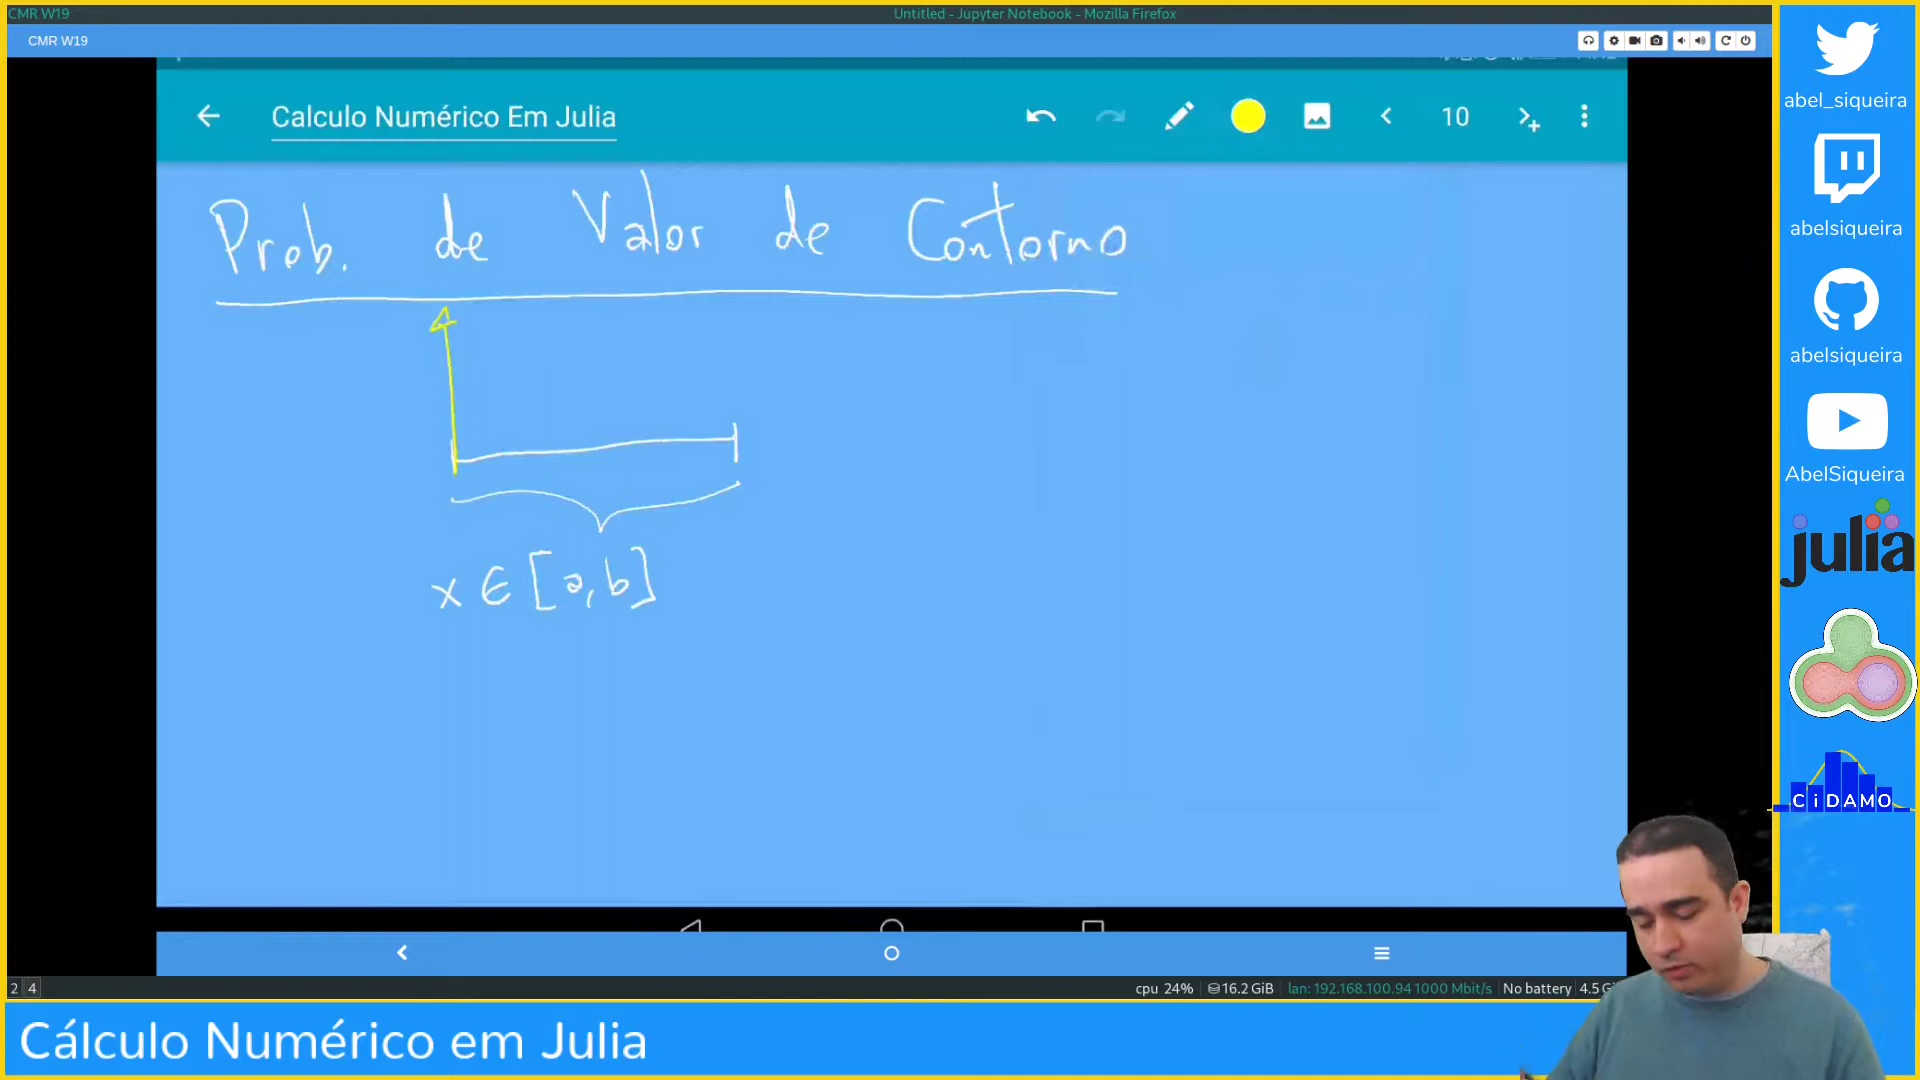 CMR W19
Untitled - Jupyter Notebook - Mozilla Firefox
CMR W19
Calculo Numérico Em Julia
10
Prob. de Valor de Contorno
x ∈ [a, b]
2 4
cpu 24% 16.2 GiB lan: 192.168.100.94 1000 Mbit/s No battery 4.5
Cálculo Numérico em Julia
abel_siqueira
abelsiqueira
abelsiqueira
AbelSiqueira
julia
CiDAMO